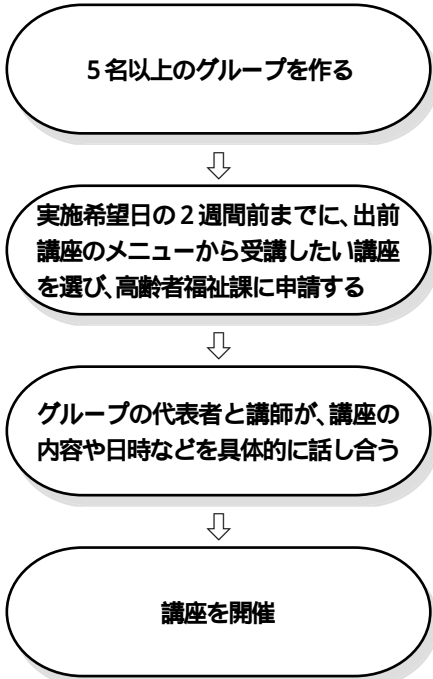 5名以上のグループを作る
⇩
実施希望日の2週間前までに、出前
講座のメニューから受講したい講座
を選び、高齢者福祉課に申請する
⇩
グループの代表者と講師が、講座の
内容や日時などを具体的に話し合う
⇩
講座を開催